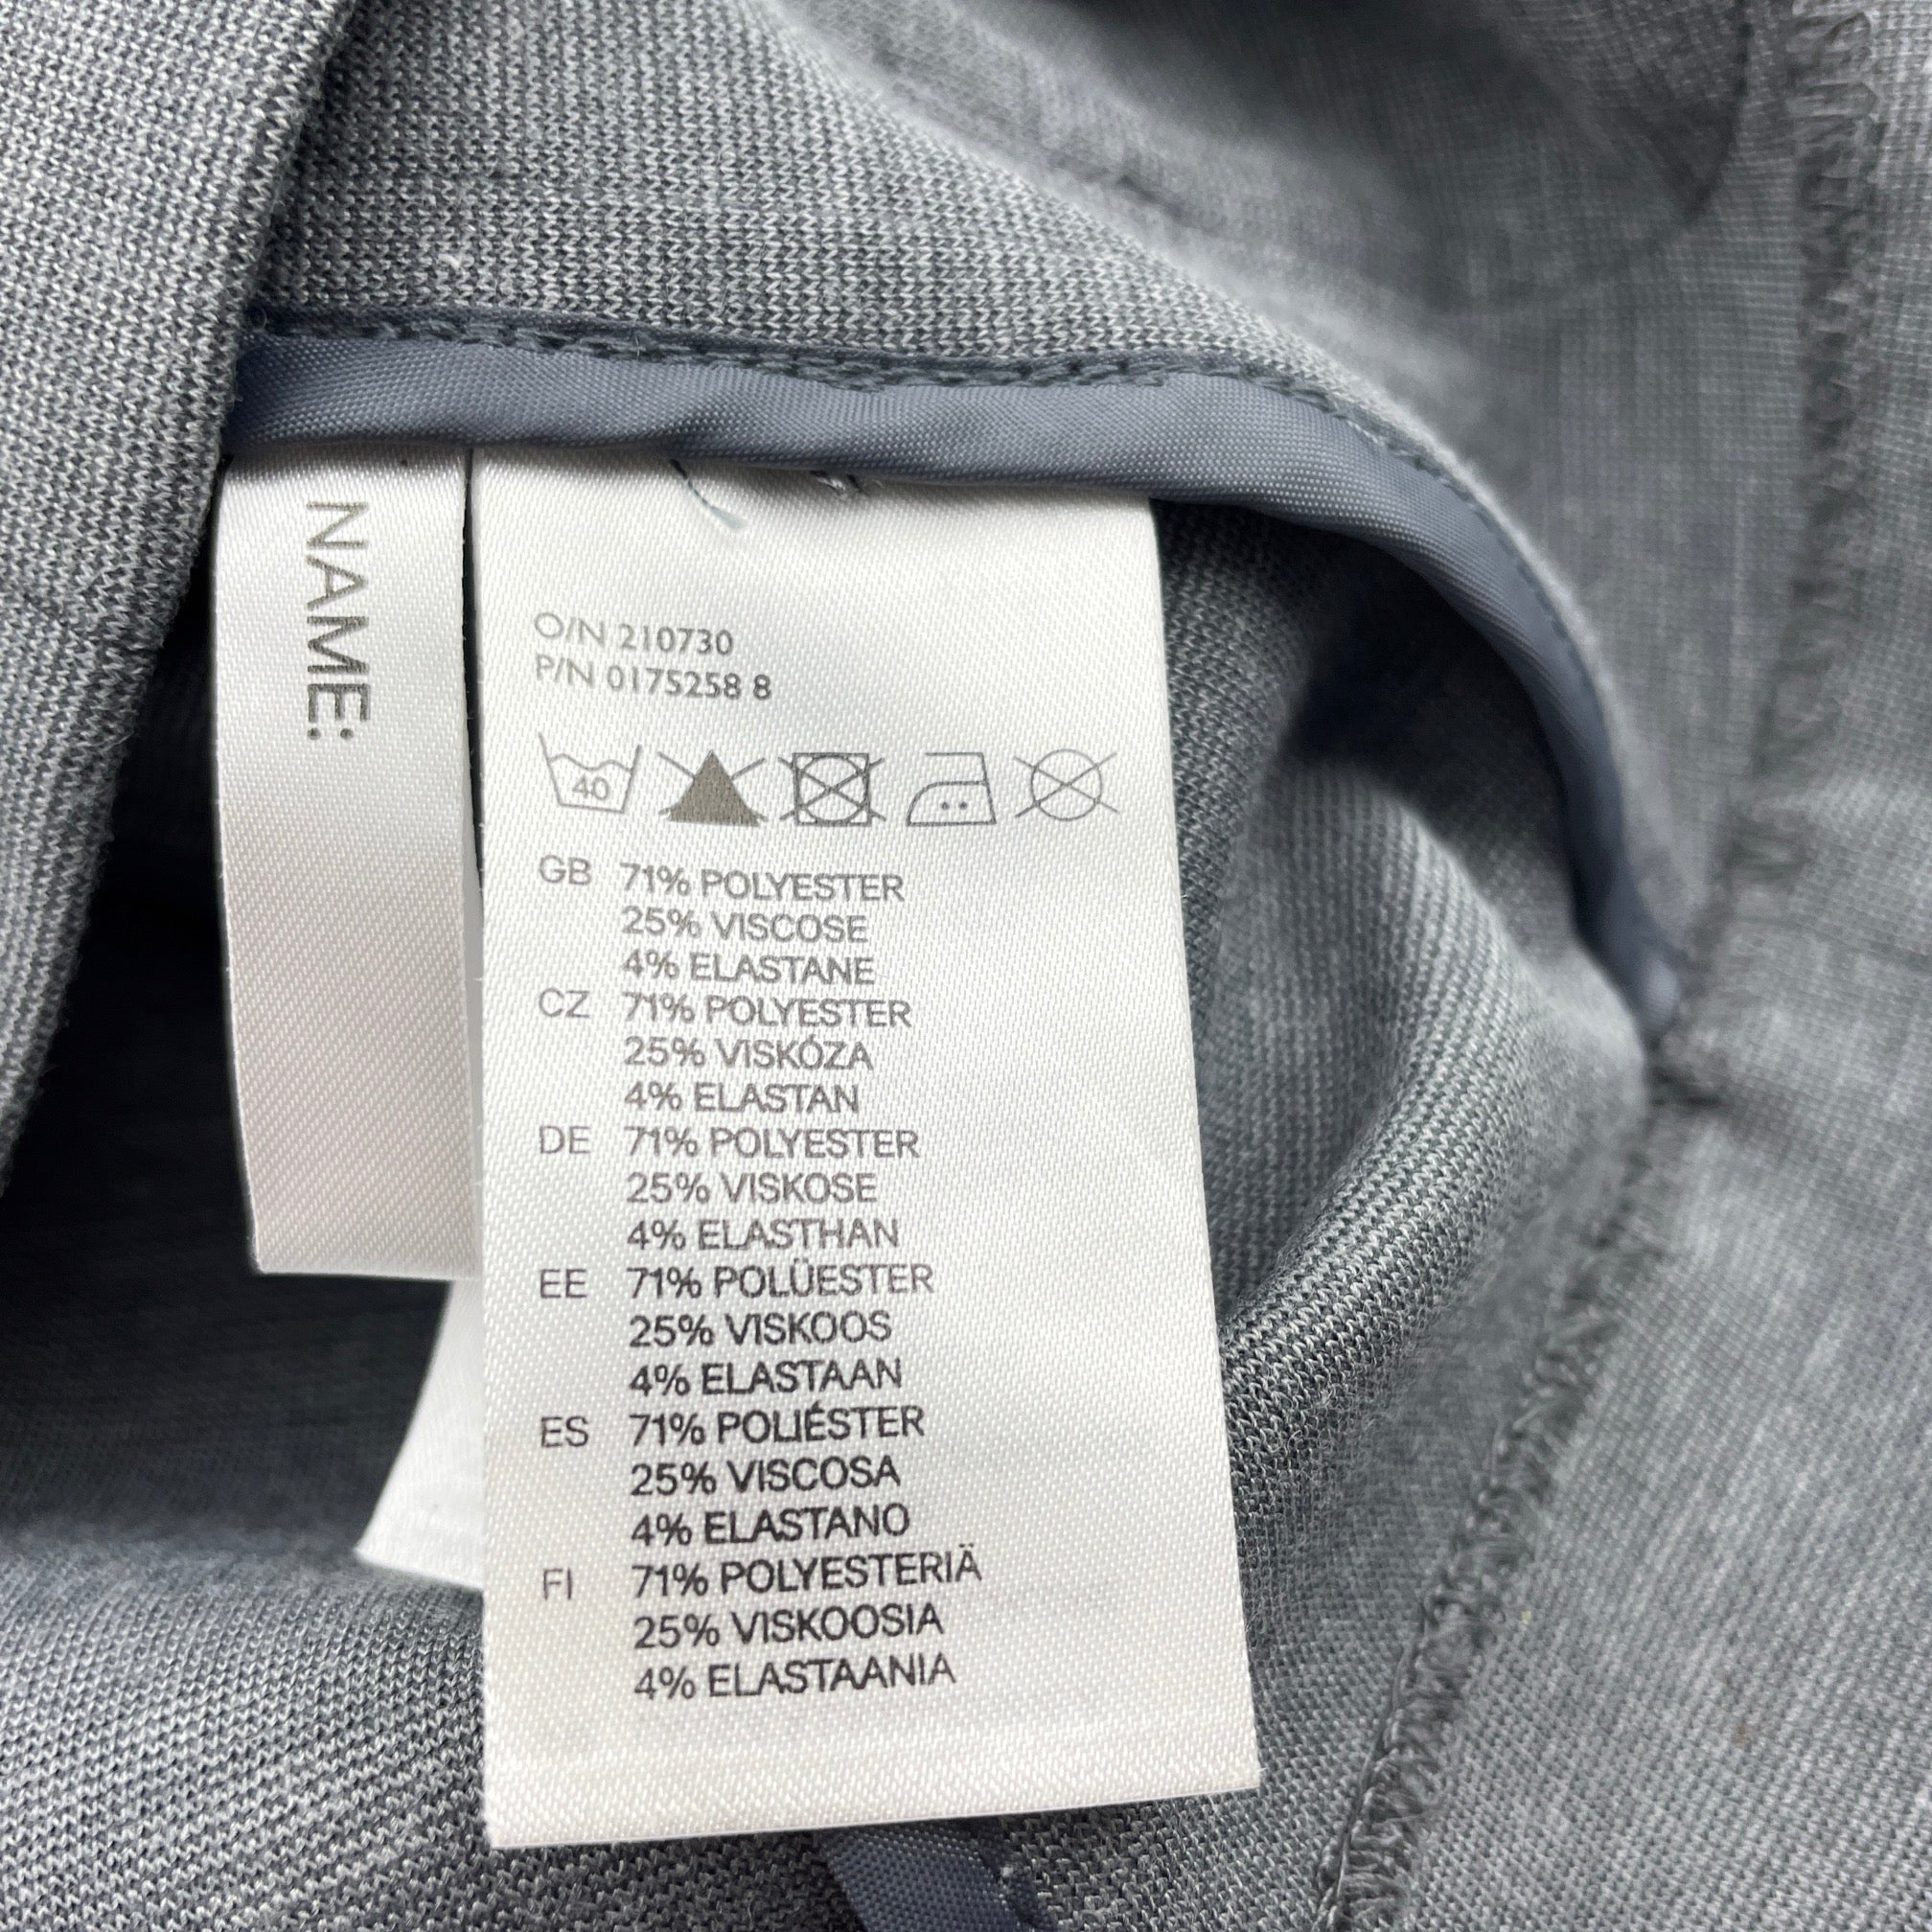 NAME:
O/N 210730
P/N 0175258 8
40
GB 71% POLYESTER
25% VISCOSE
4% ELASTANE
CZ 71% POLYESTER
25% VISKÓZA
4% ELASTAN
DE 71% POLYESTER
25% VISKOSE
4% ELASTHAN
EE 71% POLÜESTER
25% VISKOOS
4% ELASTAAN
ES 71% POLIÉSTER
25% VISCOSA
4% ELASTANO
FI 71% POLYESTERIÄ
25% VISKOOSIA
4% ELASTAANIA